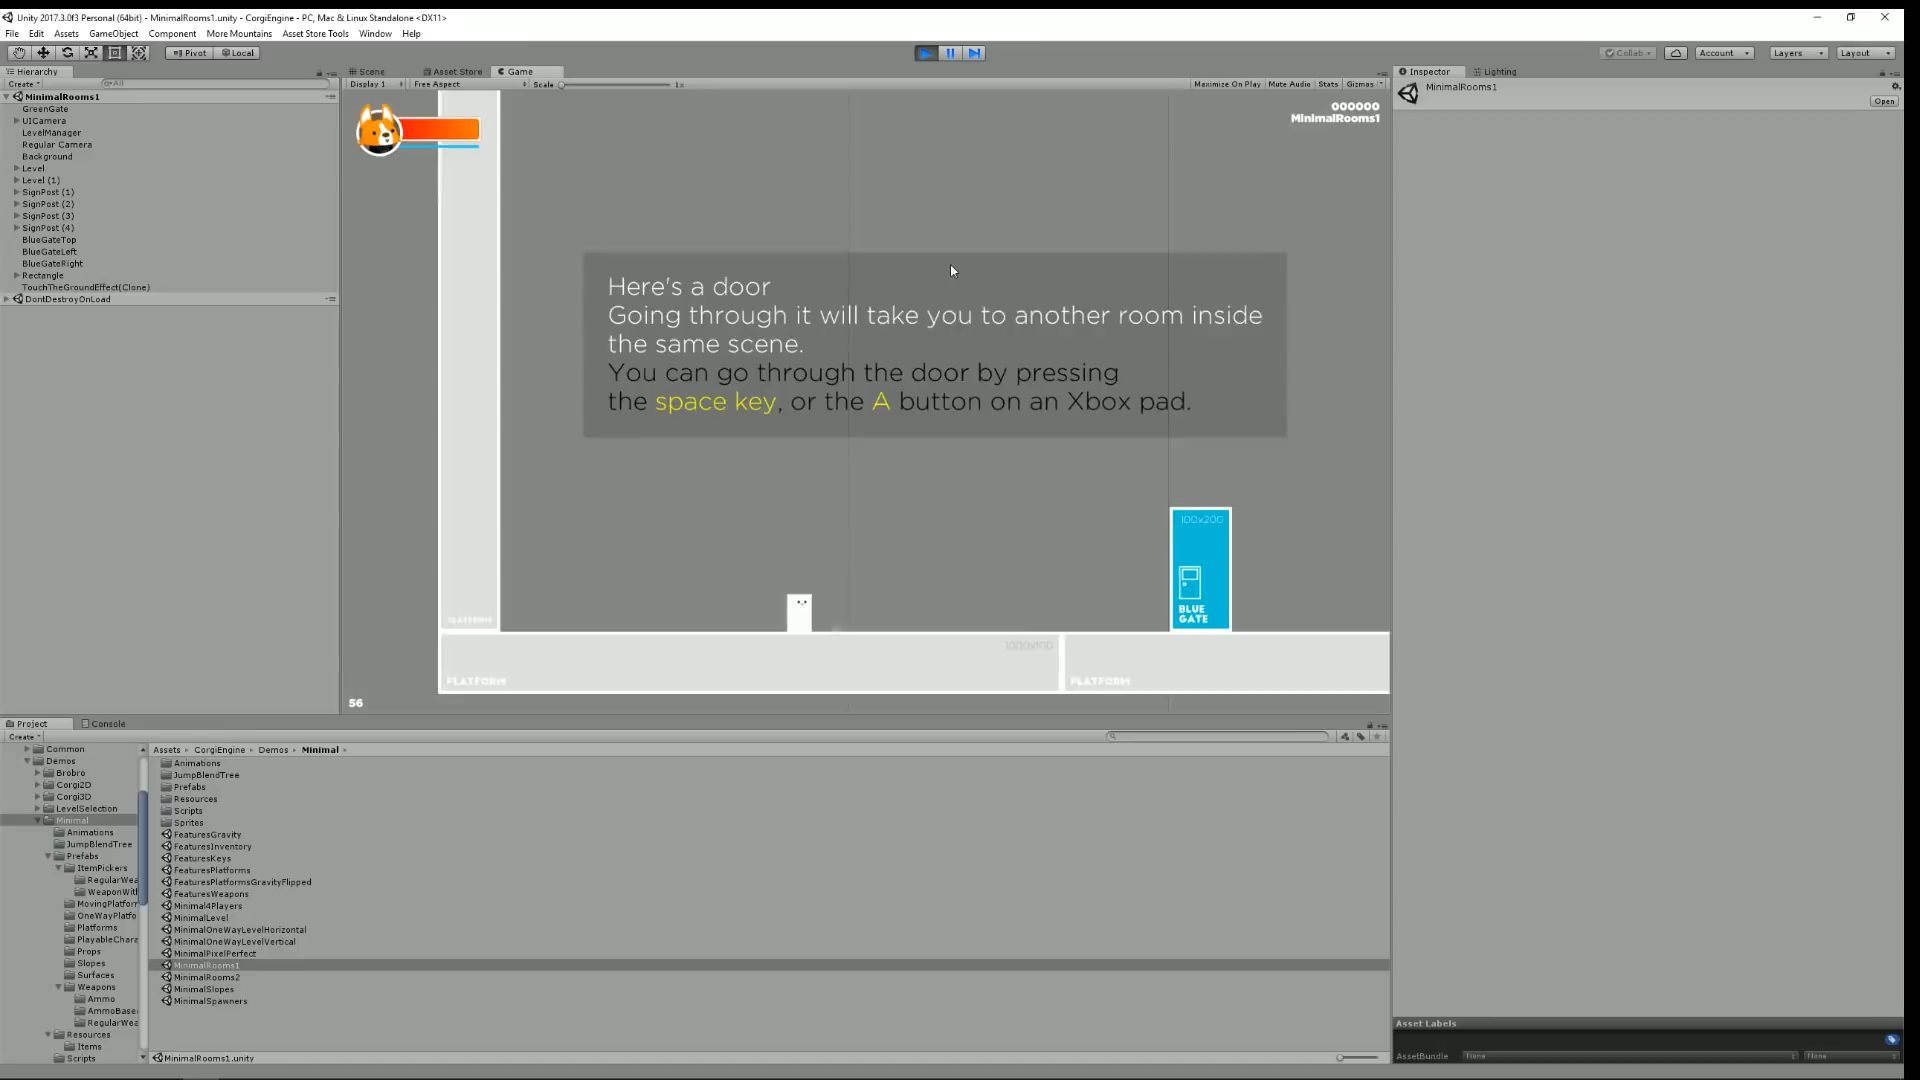 Unity 2017.3.0f3 Personal (64bit) - MinimalRooms1.unity - CorgiEngine - PC, Mac & Linux Standalone <DX11>
File Edit Assets GameObject Component More Mountains Asset Store Tools Window Help
Pivot Local Collab Account Layers Layout
Hierarchy
Create All
MinimalRooms1
GreenGate
UICamera
LevelManager
Regular Camera
Background
Level
Level (1)
SignPost (1)
SignPost (2)
SignPost (3)
SignPost (4)
BlueGateTop
BlueGateLeft
BlueGateRight
Rectangle
TouchTheGroundEffect(Clone)
DontDestroyOnLoad
Scene Asset Store Game
Display 1 Free Aspect Scale 1x Maximize On Play Mute Audio Stats Gizmos
000000
MinimalRooms1
Here's a door
Going through it will take you to another room inside
the same scene.
You can go through the door by pressing
the space key, or the A button on an Xbox pad.
100x200
BLUE
GATE
PLATFORM
1000x100
PLATFORM PLATFORM
56
Inspector Lighting
MinimalRooms1
Open
Project Console
Create
Common
Demos
Brobro
Corgi2D
Corgi3D
LevelSelection
Minimal
Animations
JumpBlendTree
Prefabs
ItemPickers
RegularWea
WeaponWith
MovingPlatforn
OneWayPlatfo
Platforms
PlayableChara
Props
Slopes
Surfaces
Weapons
Ammo
AmmoBase
RegularWea
Resources
Items
Scripts
Assets CorgiEngine Demos Minimal
Animations
JumpBlendTree
Prefabs
Resources
Scripts
Sprites
FeaturesGravity
FeaturesInventory
FeaturesKeys
FeaturesPlatforms
FeaturesPlatformsGravityFlipped
FeaturesWeapons
Minimal4Players
MinimalLevel
MinimalOneWayLevelHorizontal
MinimalOneWayLevelVertical
MinimalPixelPerfect
MinimalRooms1
MinimalRooms2
MinimalSlopes
MinimalSpawners
MinimalRooms1.unity
Asset Labels
AssetBundle None None